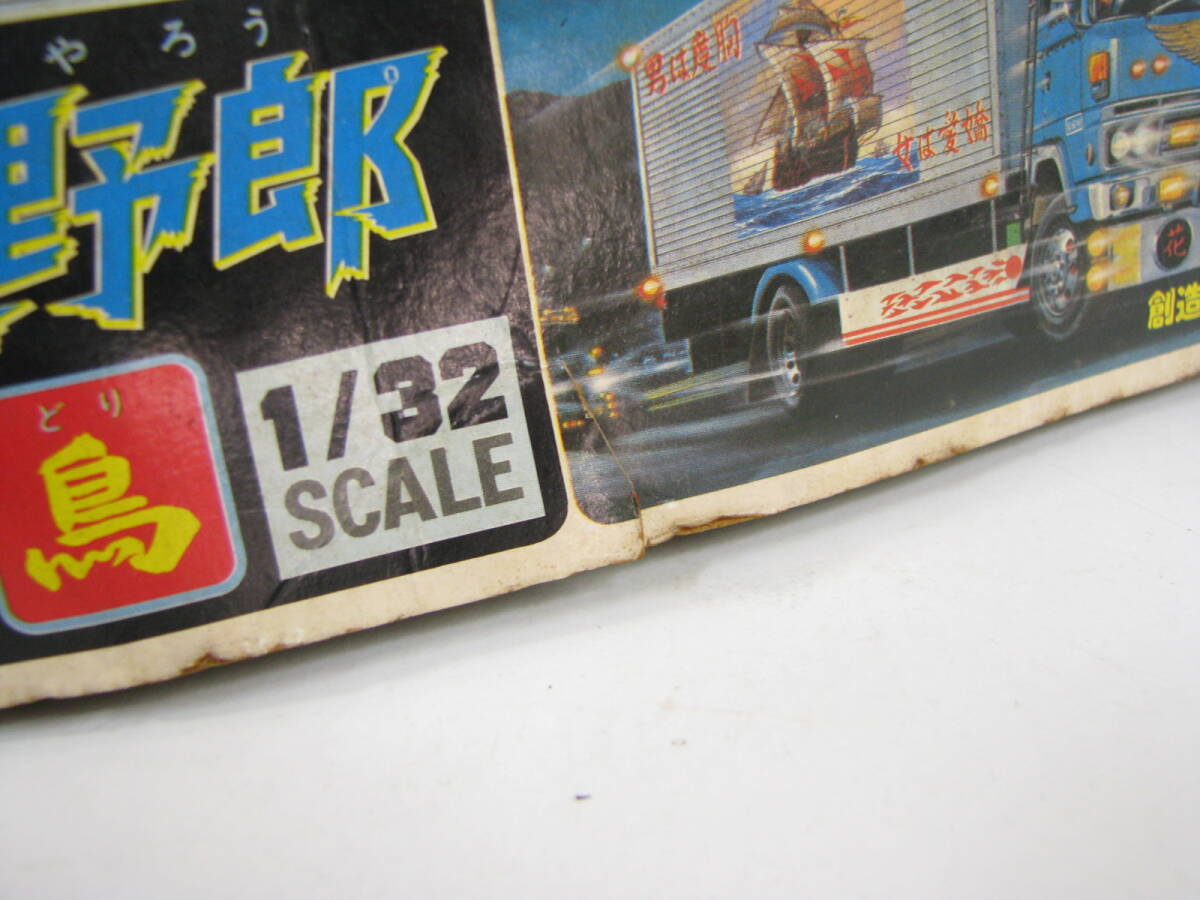 やろう
野郎
とり
鳥
1/32
SCALE
男は度胸
女は愛嬌
花
創造